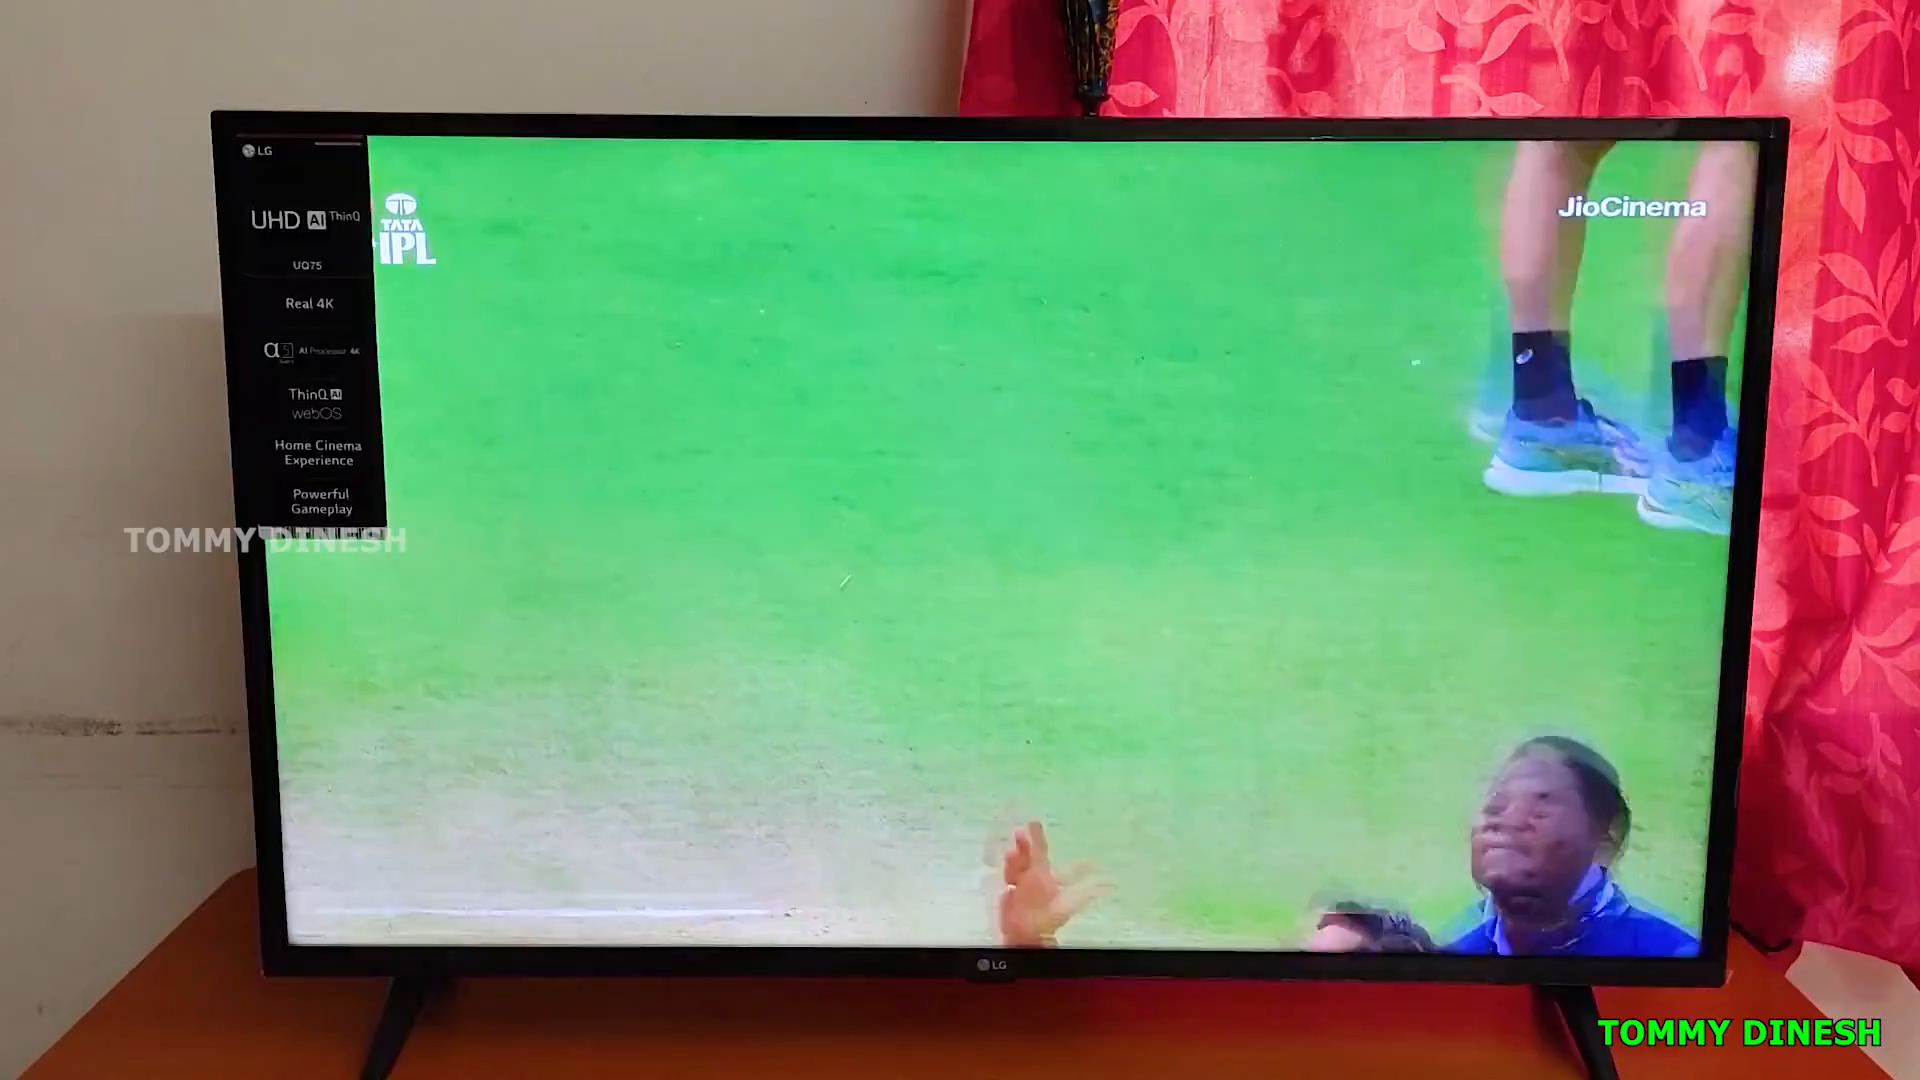 LG
UHD AI ThinQ
UQ75
Real 4K
α5 AI Processor 4K
ThinQ AI
webOS
Home Cinema
Experience
Powerful
Gameplay
TATA
IPL
JioCinema
TOMMY DINESH
LG
TOMMY DINESH